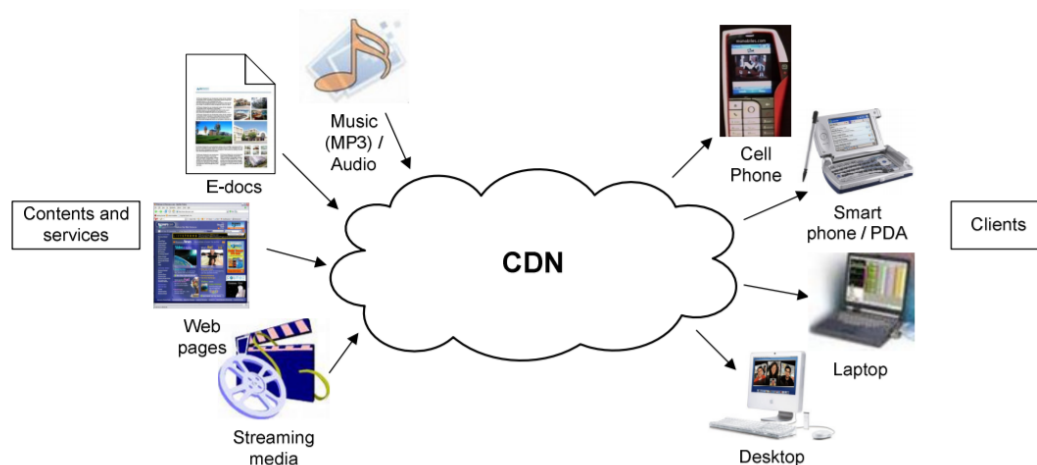 Music
(MP3) /
Audio
E-docs
Contents and
services
Web
pages
Streaming
media
CDN
Cell
Phone
Smart
phone / PDA
Clients
Laptop
Desktop